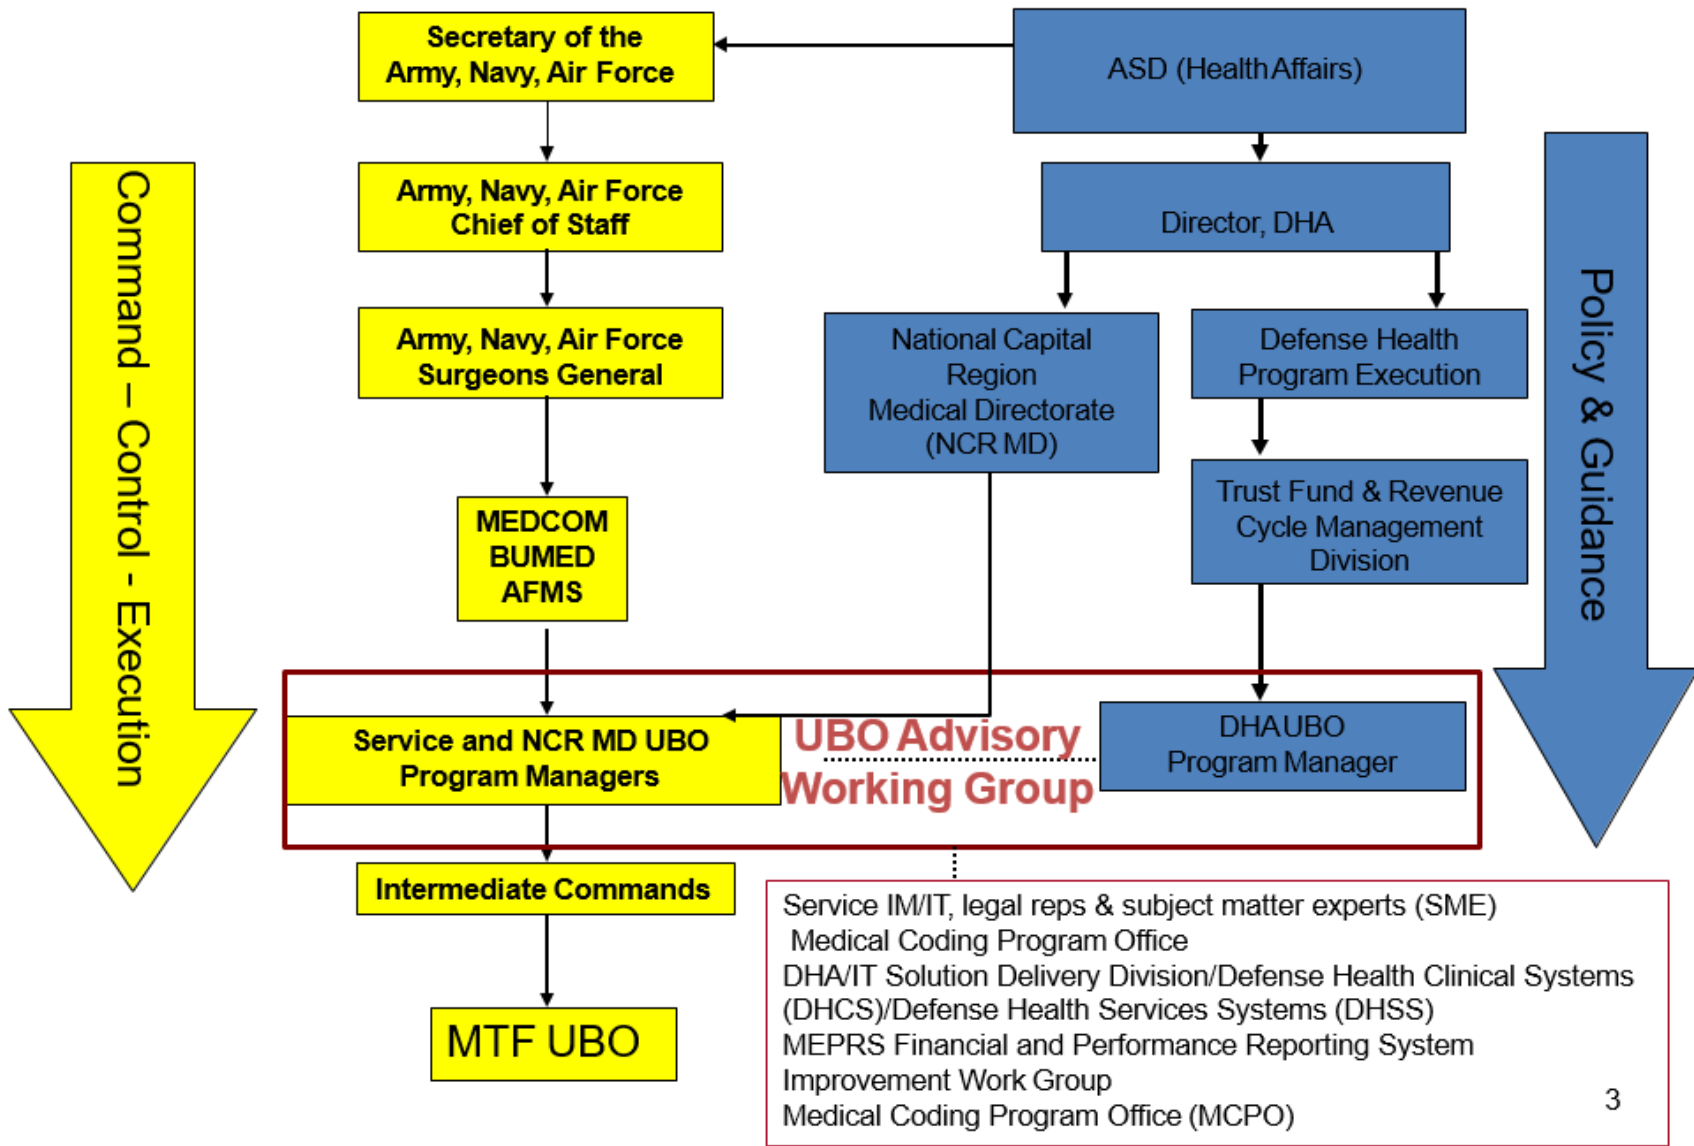 Secretary of the
Army, Navy, Air Force
ASD (Health Affairs)
Command – Control - Execution
Army, Navy, Air Force
Chief of Staff
Director, DHA
Policy & Guidance
Army, Navy, Air Force
Surgeons General
National Capital
Region
Medical Directorate
(NCR MD)
Defense Health
Program Execution
MEDCOM
BUMED
AFMS
Trust Fund & Revenue
Cycle Management
Division
Service and NCR MD UBO
Program Managers
UBO Advisory
Working Group
DHA UBO
Program Manager
Intermediate Commands
MTF UBO
Service IM/IT, legal reps & subject matter experts (SME)
Medical Coding Program Office
DHA/IT Solution Delivery Division/Defense Health Clinical Systems
(DHCS)/Defense Health Services Systems (DHSS)
MEPRS Financial and Performance Reporting System
Improvement Work Group
Medical Coding Program Office (MCPO)
3